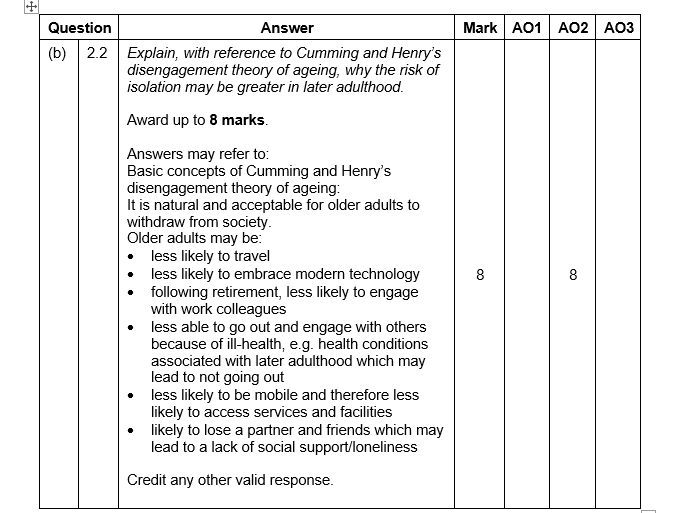 Question Answer Mark AO1 AO2 AO3
(b) 2.2 Explain, with reference to Cumming and Henry's
disengagement theory of ageing, why the risk of
isolation may be greater in later adulthood.
Award up to 8 marks.
Answers may refer to:
Basic concepts of Cumming and Henry's
disengagement theory of ageing:
It is natural and acceptable for older adults to
withdraw from society.
Older adults may be:
• less likely to travel
• less likely to embrace modern technology
• following retirement, less likely to engage
with work colleagues
• less able to go out and engage with others
because of ill-health, e.g. health conditions
associated with later adulthood which may
lead to not going out
• less likely to be mobile and therefore less
likely to access services and facilities
• likely to lose a partner and friends which may
lead to a lack of social support/loneliness
Credit any other valid response.
8 8